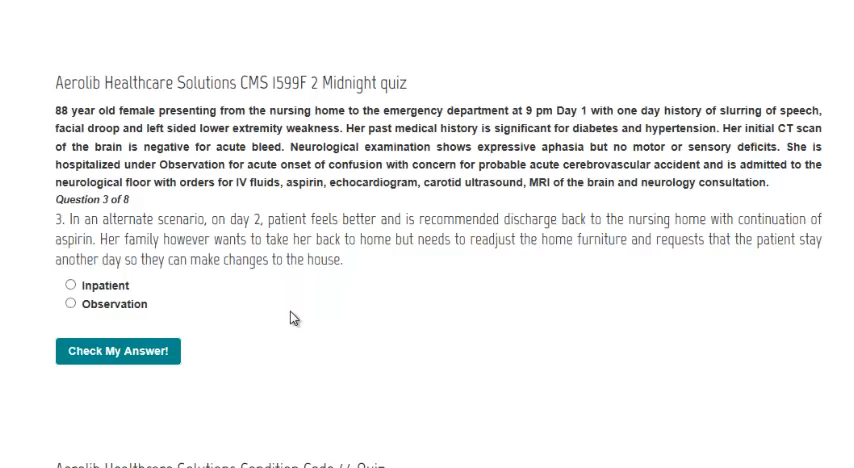 Aerolib Healthcare Solutions CMS 1599F 2 Midnight quiz
88 year old female presenting from the nursing home to the emergency department at 9 pm Day 1 with one day history of slurring of speech,
facial droop and left sided lower extremity weakness. Her past medical history is significant for diabetes and hypertension. Her initial CT scan
of the brain is negative for acute bleed. Neurological examination shows expressive aphasia but no motor or sensory deficits. She is
hospitalized under Observation for acute onset of confusion with concern for probable acute cerebrovascular accident and is admitted to the
neurological floor with orders for IV fluids, aspirin, echocardiogram, carotid ultrasound, MRI of the brain and neurology consultation.
Question 3 of 8
3. In an alternate scenario, on day 2, patient feels better and is recommended discharge back to the nursing home with continuation of
aspirin. Her family however wants to take her back to home but needs to readjust the home furniture and requests that the patient stay
another day so they can make changes to the house.
Inpatient
Observation
Check My Answer!
Aerolib Healthcare Solutions Condition Code 44 Quiz